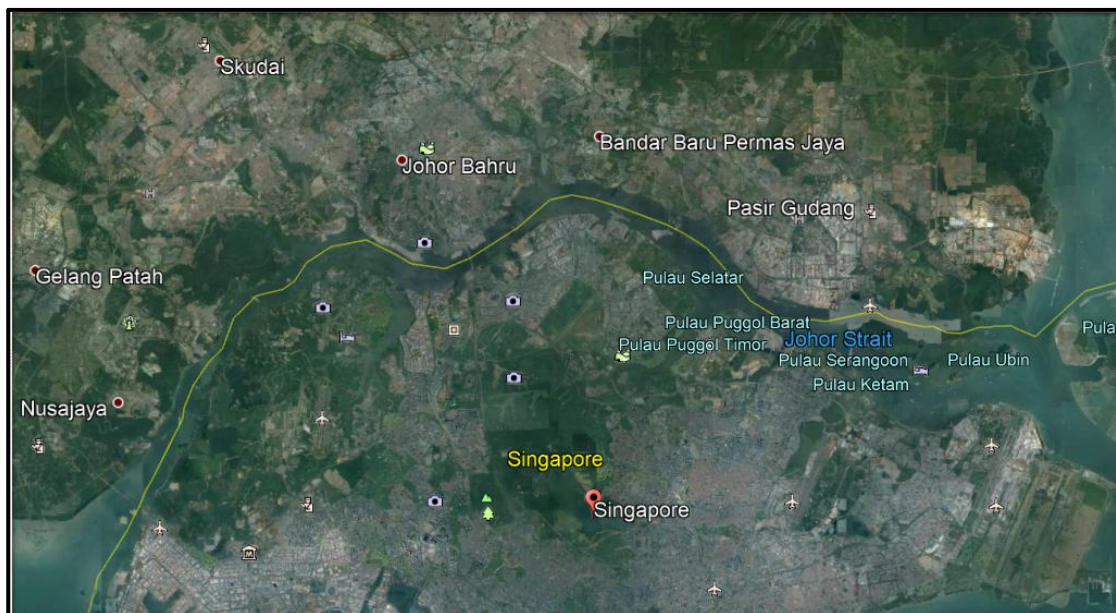 Skudai
Bandar Baru Permas Jaya
Johor Bahru
Pasir Gudang
Gelang Patah
Pulau Selatar
Pulau Puggol Barat
Johor Strait
Pulau Puggol Timor
Pulau Serangoon
Pulau Ubin
Pula
Pulau Ketam
Nusajaya
Singapore
Singapore